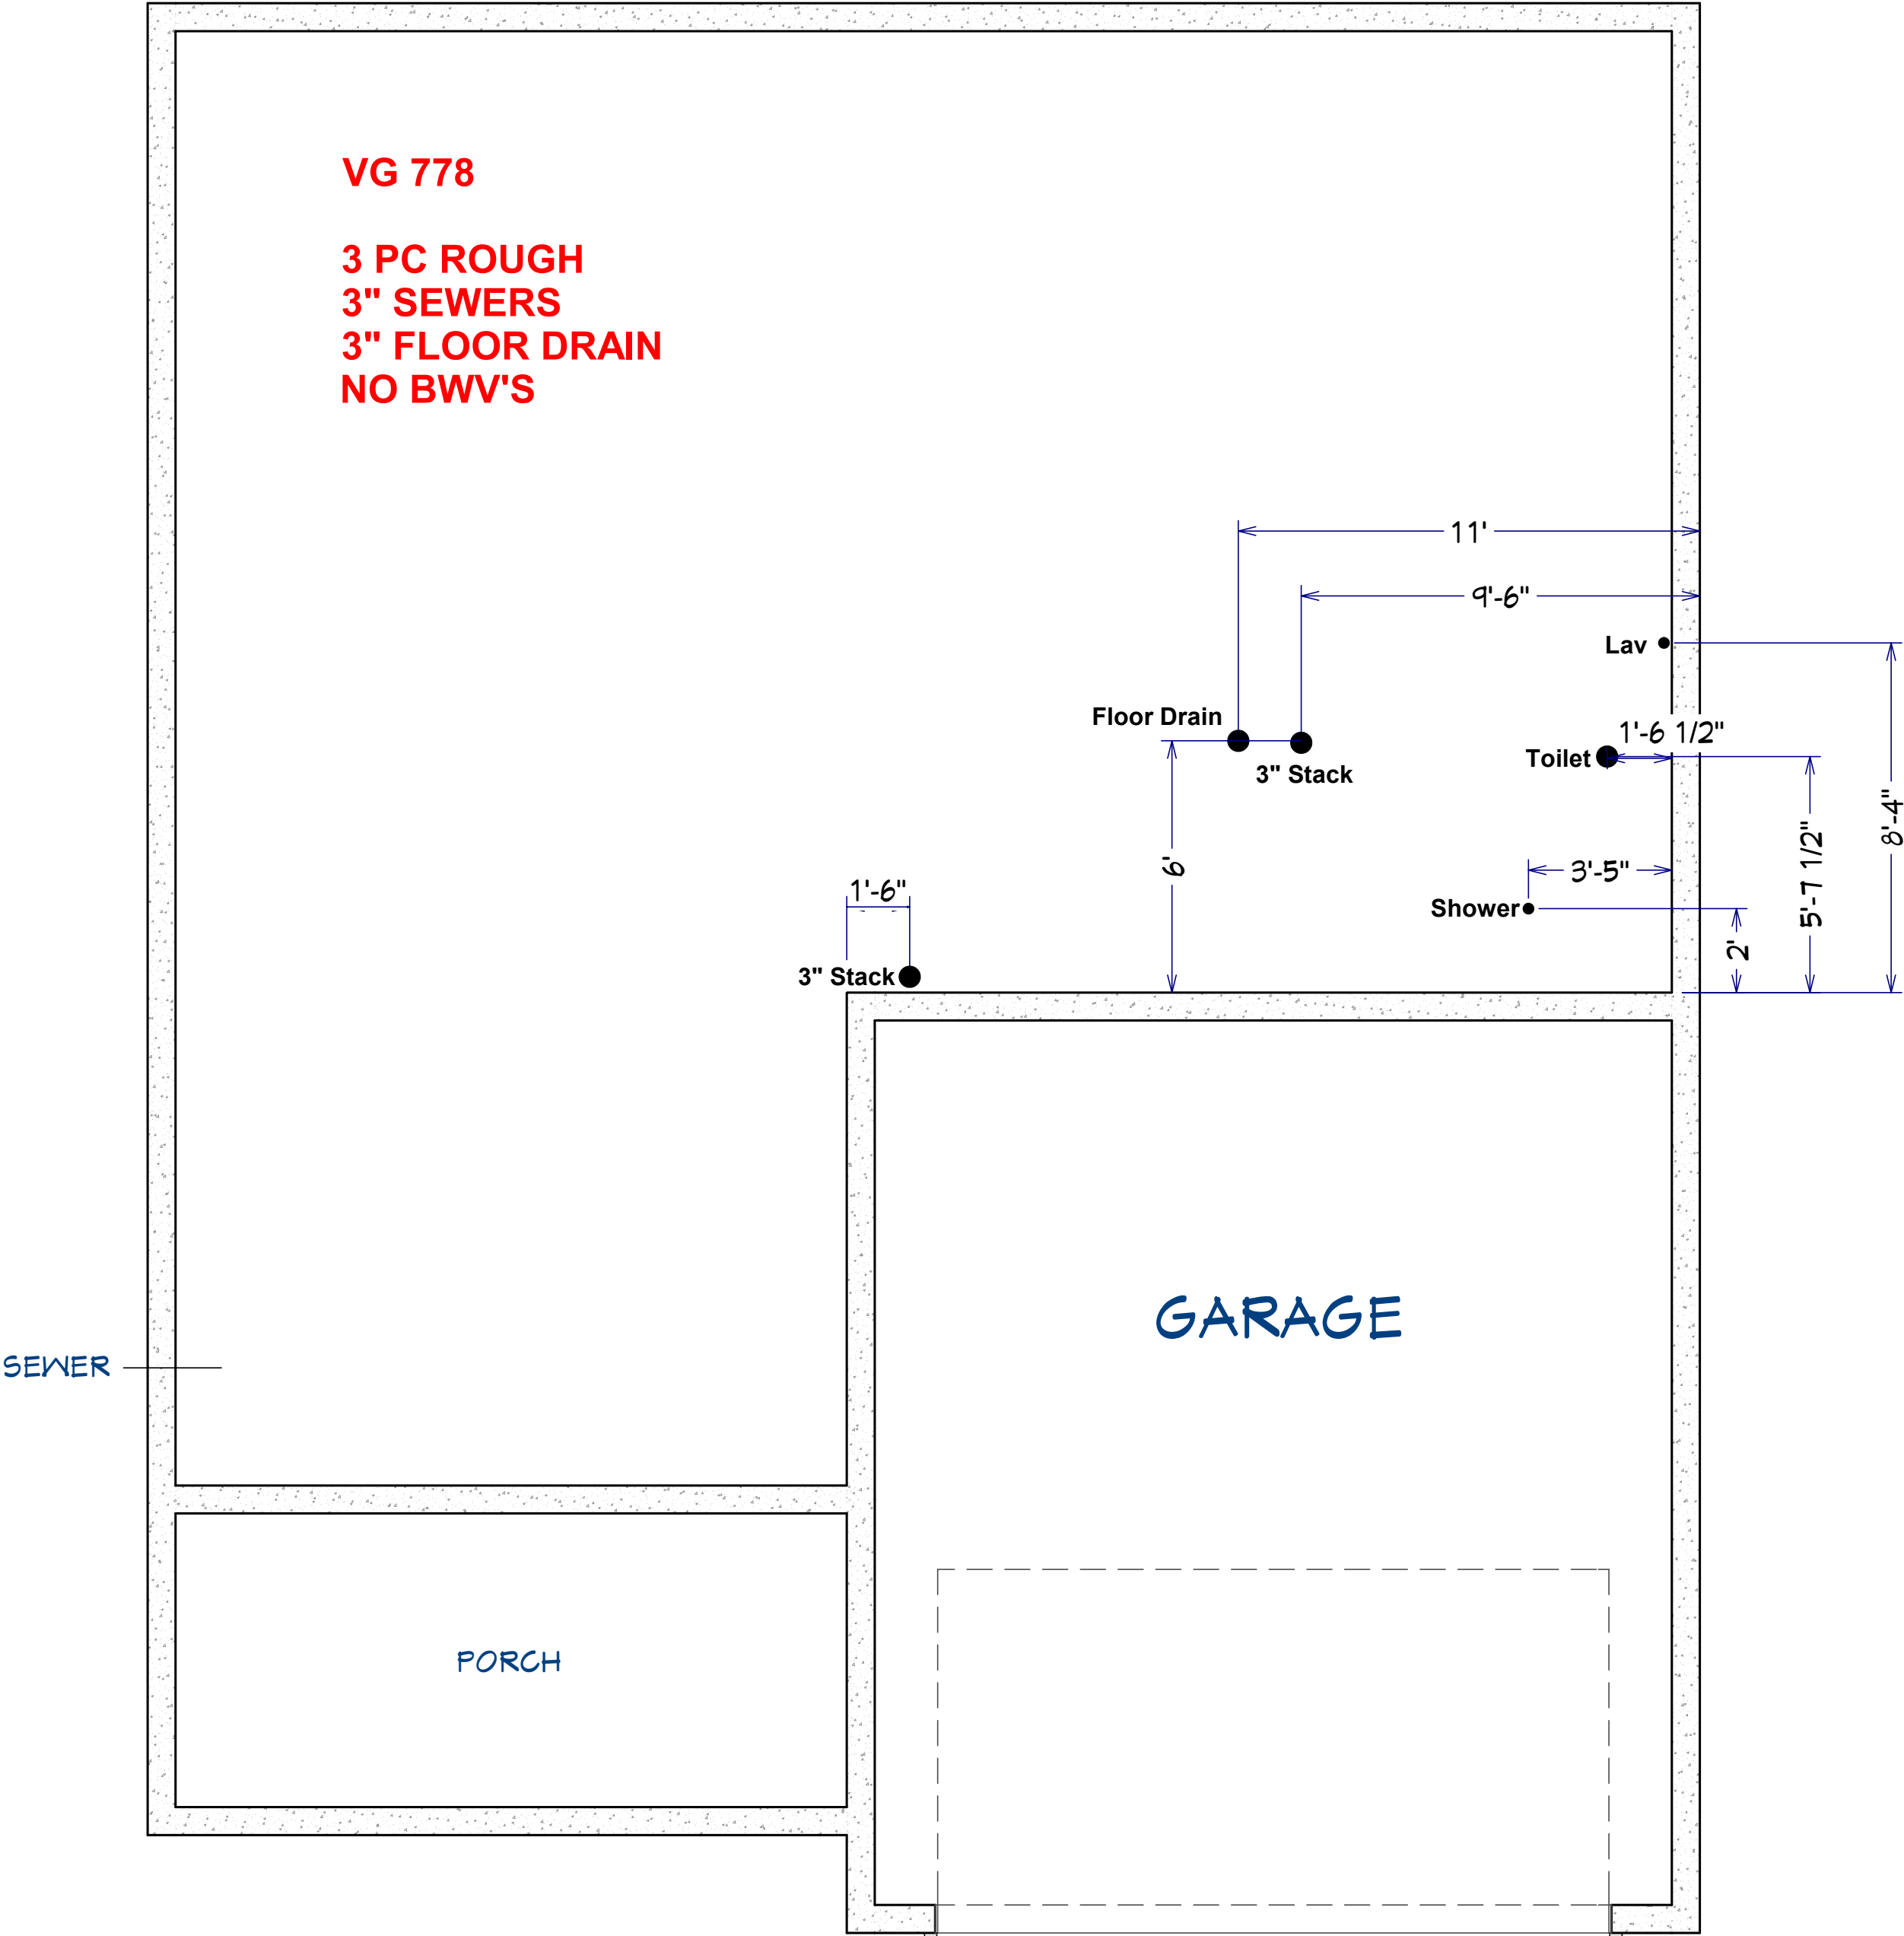 VG 778
3 PC ROUGH
3" SEWERS
3" FLOOR DRAIN
NO BWV'S
11'
9'-6"
Lav
Floor Drain
1'-6 1/2"
Toilet
3" Stack
8'-4"
5'-7 1/2"
6'
3'-5"
1'-6"
Shower
2'
3" Stack
GARAGE
SEWER
PORCH